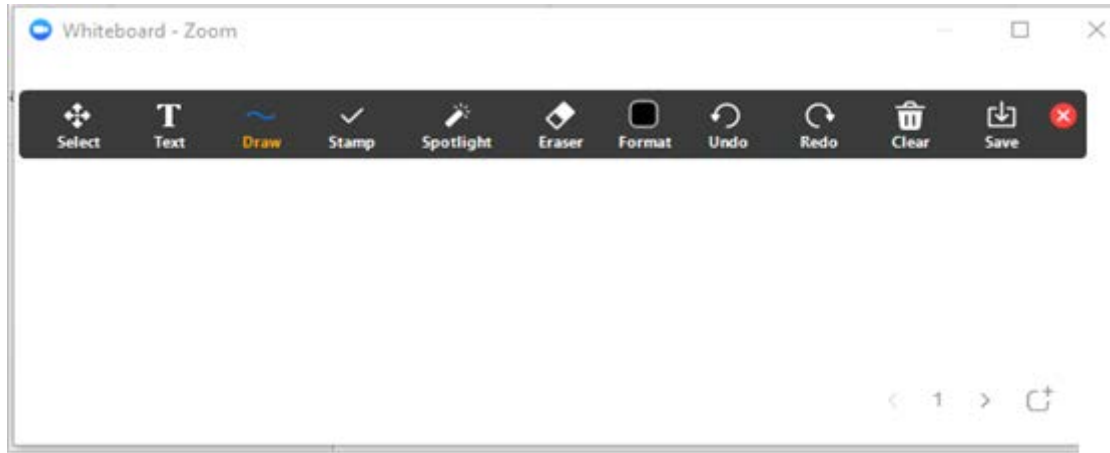 Whiteboard - Zoom
Select Text Draw Stamp Spotlight Eraser Format Undo Redo Clear Save
1